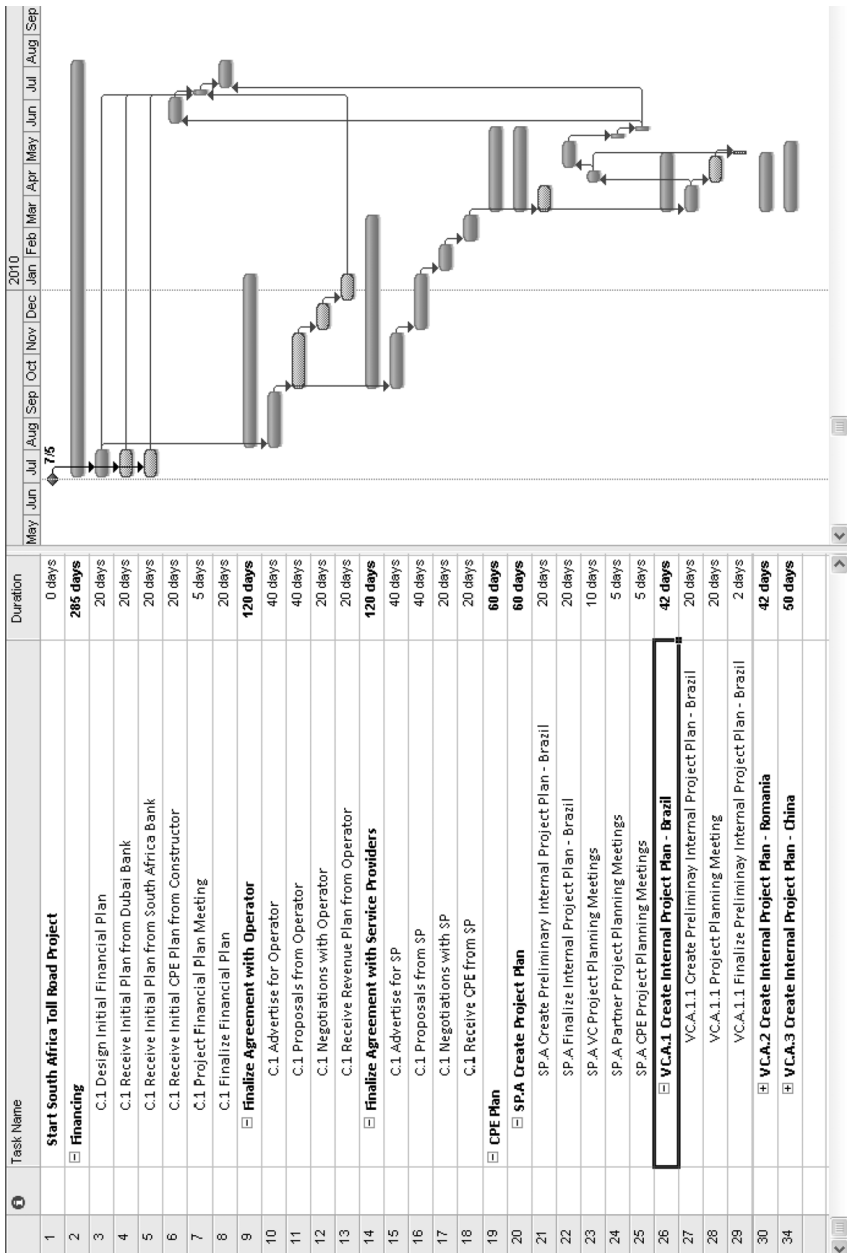 Task Name Duration
2010
May Jun Jul Aug Sep Oct Nov Dec Jan Feb Mar Apr May Jun Jul Aug Sep
1 Start South Africa Toll Road Project 0 days
7/5
2 Financing 285 days
3 C.1 Design Initial Financial Plan 20 days
4 C.1 Receive Initial Plan from Dubai Bank 20 days
5 C.1 Receive Initial Plan from South Africa Bank 20 days
6 C.1 Receive Initial CPE Plan from Constructor 20 days
7 C.1 Project Financial Plan Meeting 5 days
8 C.1 Finalize Financial Plan 20 days
9 Finalize Agreement with Operator 120 days
10 C.1 Advertise for Operator 40 days
11 C.1 Proposals from Operator 40 days
12 C.1 Negotiations with Operator 20 days
13 C.1 Receive Revenue Plan from Operator 20 days
14 Finalize Agreement with Service Providers 120 days
15 C.1 Advertise for SP 40 days
16 C.1 Proposals from SP 40 days
17 C.1 Negotiations with SP 20 days
18 C.1 Receive CPE from SP 20 days
19 CPE Plan 60 days
20 SP.A Create Project Plan 60 days
21 SP.A Create Preliminary Internal Project Plan - Brazil 20 days
22 SP.A Finalize Internal Project Plan - Brazil 20 days
23 SP.A VC Project Planning Meetings 10 days
24 SP.A Partner Project Planning Meetings 5 days
25 SP.A CPE Project Planning Meetings 5 days
26 VC.A.1 Create Internal Project Plan - Brazil 42 days
27 VC.A.1.1 Create Preliminay Internal Project Plan - Brazil 20 days
28 VC.A.1.1 Project Planning Meeting 20 days
29 VC.A.1.1 Finalize Preliminay Internal Project Plan - Brazil 2 days
30 VC.A.2 Create Internal Project Plan - Romania 42 days
34 VC.A.3 Create Internal Project Plan - China 50 days